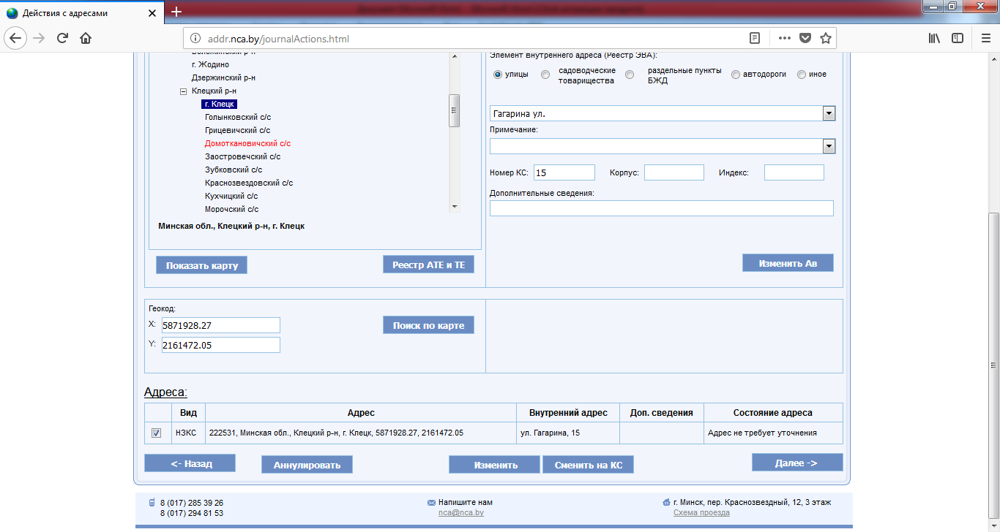 Действия с адресами
addr.nca.by/journalActions.html
г. Жодино
Дзержинский р-н
Клецкий р-н
г. Клецк
Голынковский с/с
Грицевичский с/с
Домоткановичский с/с
Заостровечский с/с
Зубковский с/с
Краснозвездовский с/с
Кухчицкий с/с
Морочский с/с
Минская обл., Клецкий р-н, г. Клецк
Показать карту
Реестр АТЕ и ТЕ
Элемент внутреннего адреса (Реестр ЭВА):
улицы
садоводческие
товарищества
раздельные пункты
БЖД
автодороги
иное
Гагарина ул.
Примечание:
Номер КС: 15 Корпус: Индекс:
Дополнительные сведения:
Изменить Ав
Геокод:
X: 5871928.27
Y: 2161472.05
Поиск по карте
Адреса:
Вид Адрес Внутренний адрес Доп. сведения Состояние адреса
НЗКС 222531, Минская обл., Клецкий р-н, г. Клецк, 5871928.27, 2161472.05 ул. Гагарина, 15 Адрес не требует уточнения
<- Назад Аннулировать Изменить Сменить на КС Далее ->
8 (017) 285 39 26
8 (017) 294 81 53
Напишите нам
nca@nca.by
г. Минск, пер. Краснозвездный, 12, 3 этаж
Схема проезда